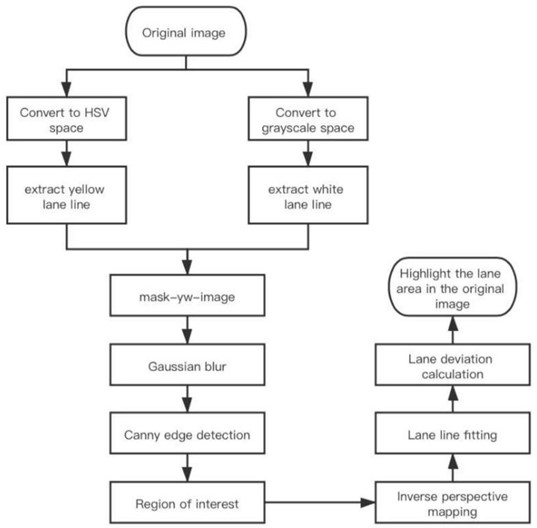 Original image
Convert to HSV
space
Convert to
grayscale space
extract yellow
lane line
extract white
lane line
mask-yw-image
Gaussian blur
Canny edge detection
Region of interest
Inverse perspective
mapping
Lane line fitting
Lane deviation
calculation
Highlight the lane
area in the original
image